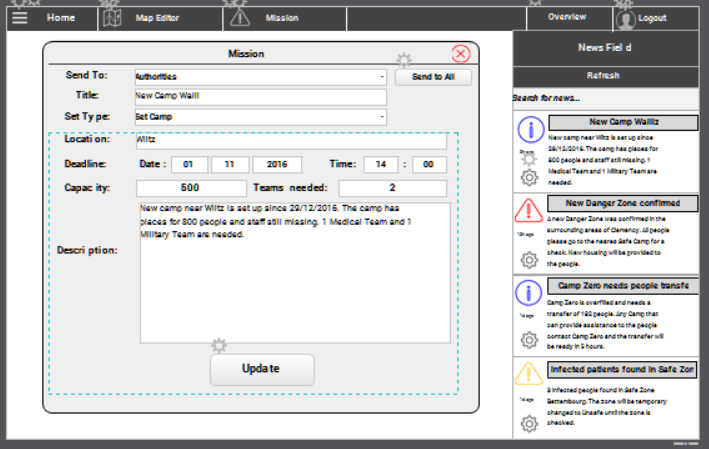 Home
Map Editor
Mission
Overview
Logout
Mission
Send To:
Authorities
Send to All
Title:
New Camp Walll
Set Type:
Set Camp
Location:
Wiltz
Deadline:
Date :
01
11
2016
Time:
14
:
00
Capacity:
500
Teams needed:
2
Description:
New camp near Wiltz is set up since 29/12/2016. The camp has
places for 800 people and staff still missing. 1 Medical Team and 1
Military Team are needed.
Update
News Field
Refresh
Search for news...
New Camp Walliz
New camp near Wiltz is set up since
29/12/2016. The camp has places for
800 people and staff still missing. 1
Medical Team and 1 Military Team are
needed.
New Danger Zone confirmed
A new Danger Zone was confirmed in the
surrounding areas of Clemency. All people
please go to the nearest Safe Camp for a
check. New housing will be provided to
the people.
Camp Zero needs people transfe
1d ago
Camp Zero is overfilled and needs a
transfer of 182 people. Any Camp that
can provide assistance to the people
contact Camp Zero and the transfer will
be ready in 5 hours.
Infected patients found in Safe Zon
1d ago
3 infected people found in Safe Zone
Bettembourg. The zone will be temporary
changed to Unsafe until the zone is
checked.